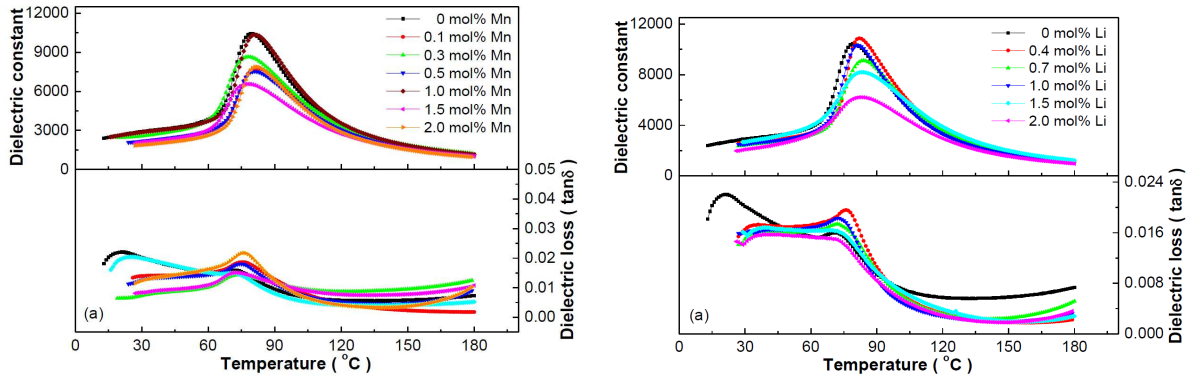 Dielectric constant
12000
9000
6000
3000
0
0 mol% Mn
0.1 mol% Mn
0.3 mol% Mn
0.5 mol% Mn
1.0 mol% Mn
1.5 mol% Mn
2.0 mol% Mn
0.05
0.04
0.03
0.02
0.01
0.00
Dielectric loss ( tanδ )
(a)
0 30 60 90 120 150 180
Temperature ( °C )
Dielectric constant
12000
8000
4000
0
0 mol% Li
0.4 mol% Li
0.7 mol% Li
1.0 mol% Li
1.5 mol% Li
2.0 mol% Li
0.024
0.016
0.008
0.000
Dielectric loss ( tanδ )
(a)
0 30 60 90 120 150 180
Temperature ( °C )